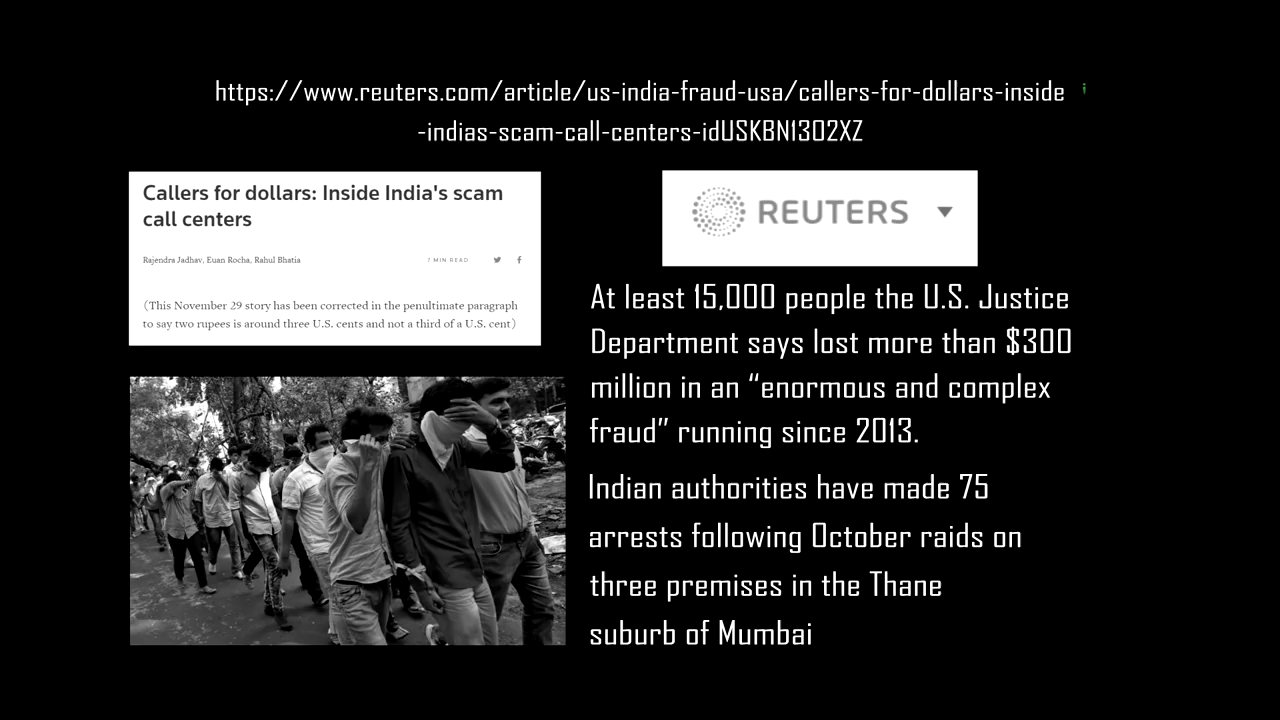 https://www.reuters.com/article/us-india-fraud-usa/callers-for-dollars-inside
-indias-scam-call-centers-idUSKBN13O2XZ
Callers for dollars: Inside India's scam
call centers
Rajendra Jadhav, Euan Rocha, Rahul Bhatia
7 MIN READ
(This November 29 story has been corrected in the penultimate paragraph
to say two rupees is around three U.S. cents and not a third of a U.S. cent)
REUTERS
At least 15,000 people the U.S. Justice
Department says lost more than $300
million in an “enormous and complex
fraud” running since 2013.
Indian authorities have made 75
arrests following October raids on
three premises in the Thane
suburb of Mumbai